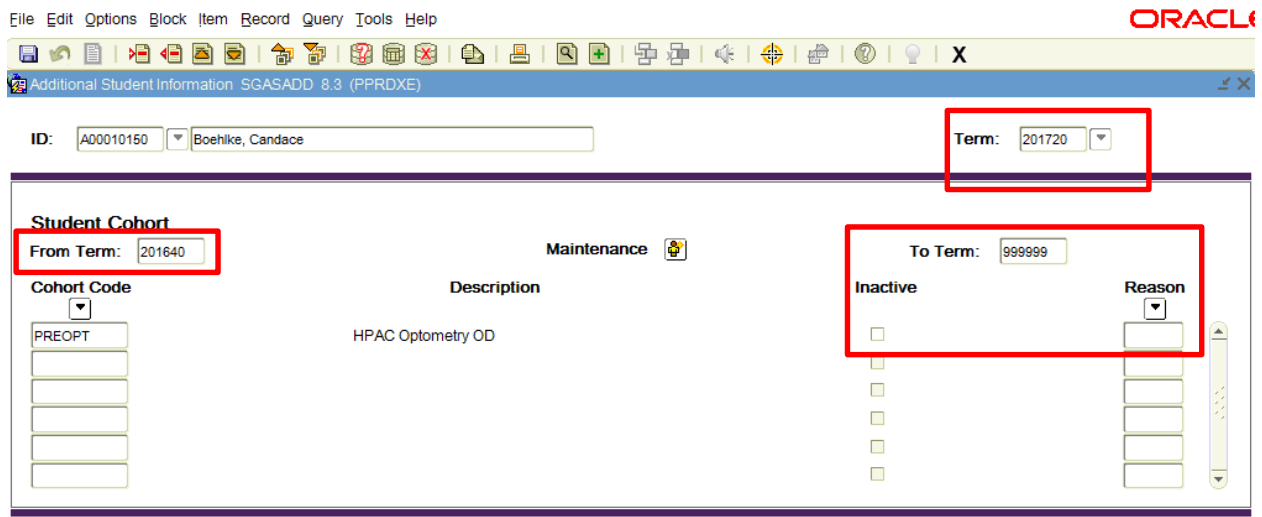 File Edit Options Block Item Record Query Tools Help
ORACLE
X
Additional Student Information SGASADD 8.3 (PPRDXE)
ID: A00010150 Boehlke, Candace Term: 201720
Student Cohort
From Term: 201640 Maintenance To Term: 999999
Cohort Code Description Inactive Reason
PREOPT HPAC Optometry OD